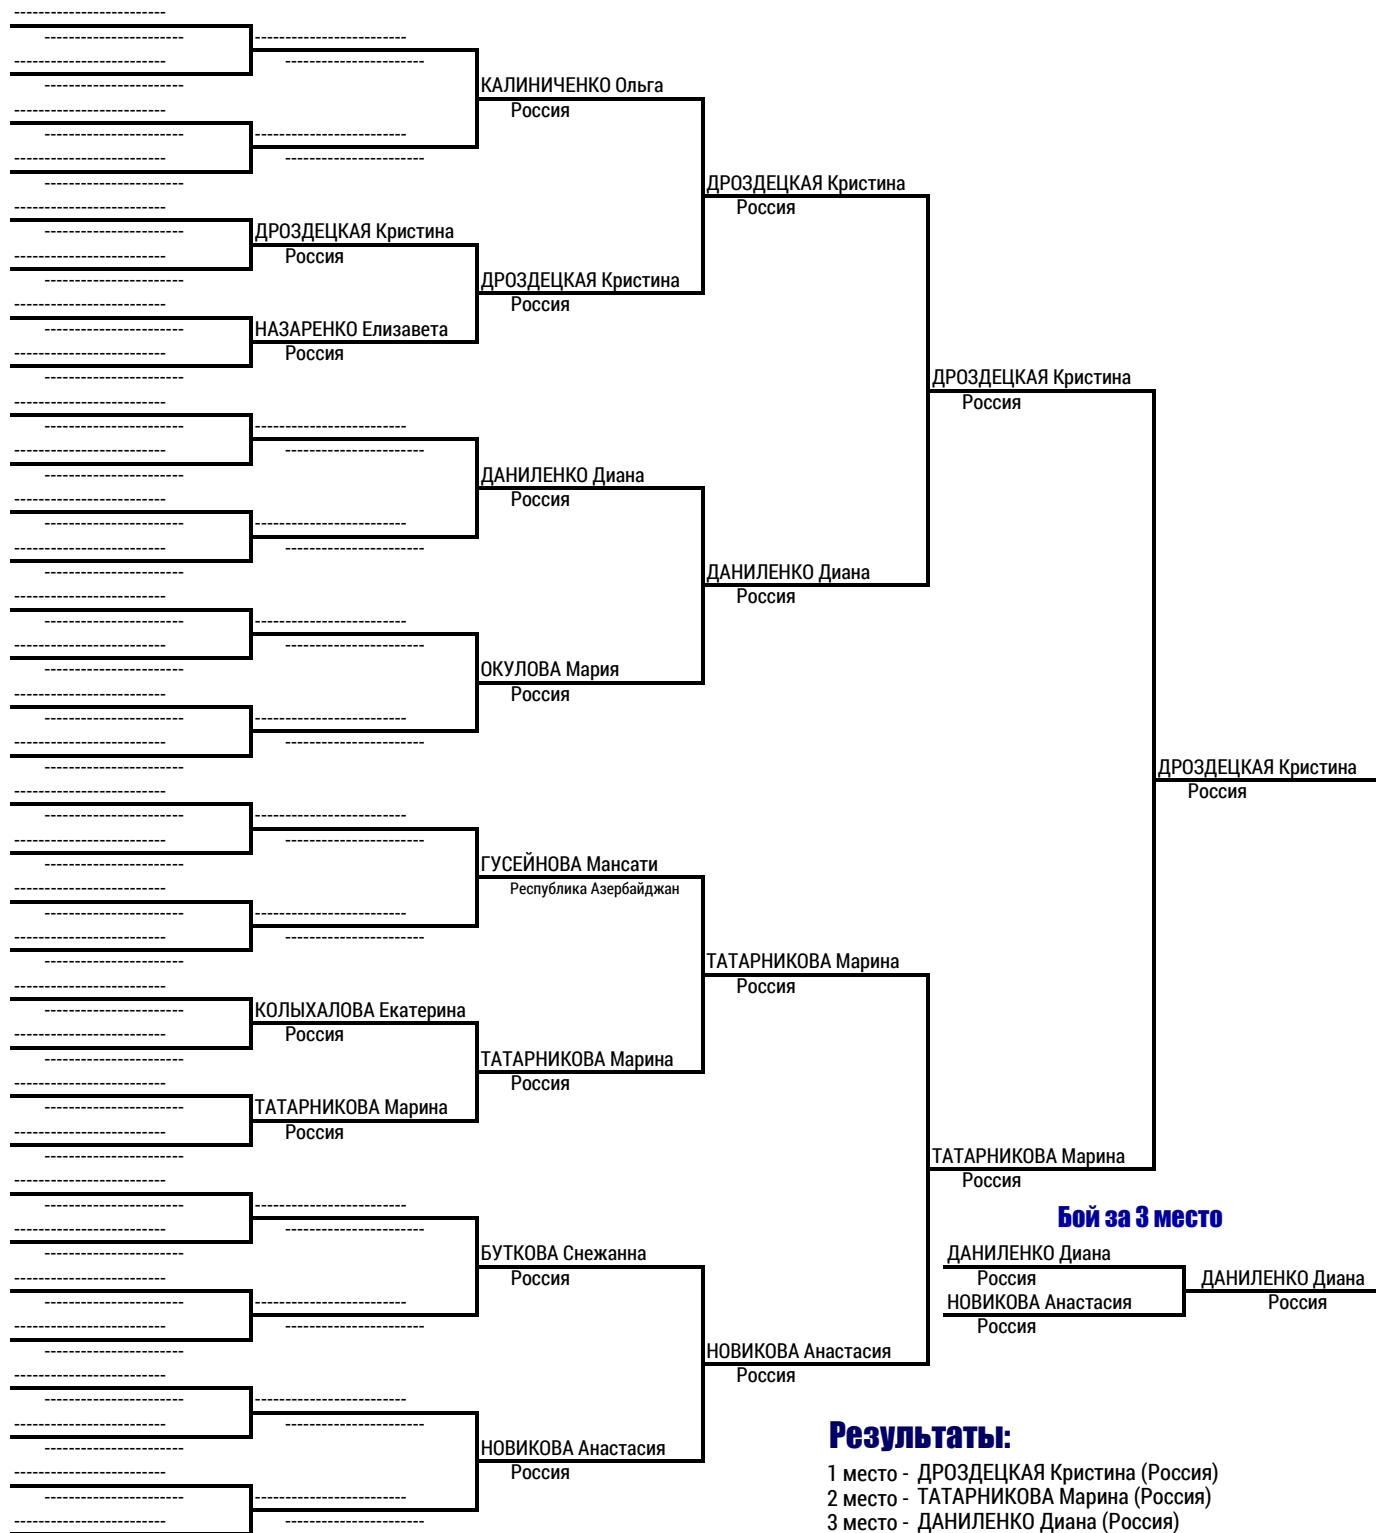 КАЛИНИЧЕНКО Ольга
Россия
ДРОЗДЕЦКАЯ Кристина
Россия
ДРОЗДЕЦКАЯ Кристина
Россия
ДРОЗДЕЦКАЯ Кристина
Россия
НАЗАРЕНКО Елизавета
Россия
ДРОЗДЕЦКАЯ Кристина
Россия
ДАНИЛЕНКО Диана
Россия
ДАНИЛЕНКО Диана
Россия
ОКУЛОВА Мария
Россия
ДРОЗДЕЦКАЯ Кристина
Россия
ГУСЕЙНОВА Мансати
Республика Азербайджан
ТАТАРНИКОВА Марина
Россия
КОЛЫХАЛОВА Екатерина
Россия
ТАТАРНИКОВА Марина
Россия
ТАТАРНИКОВА Марина
Россия
ТАТАРНИКОВА Марина
Россия
Бой за 3 место
БУТКОВА Снежанна
Россия
ДАНИЛЕНКО Диана
Россия
ДАНИЛЕНКО Диана
Россия
НОВИКОВА Анастасия
Россия
НОВИКОВА Анастасия
Россия
НОВИКОВА Анастасия
Россия
Результаты:
1 место - ДРОЗДЕЦКАЯ Кристина (Россия)
2 место - ТАТАРНИКОВА Марина (Россия)
3 место - ДАНИЛЕНКО Диана (Россия)